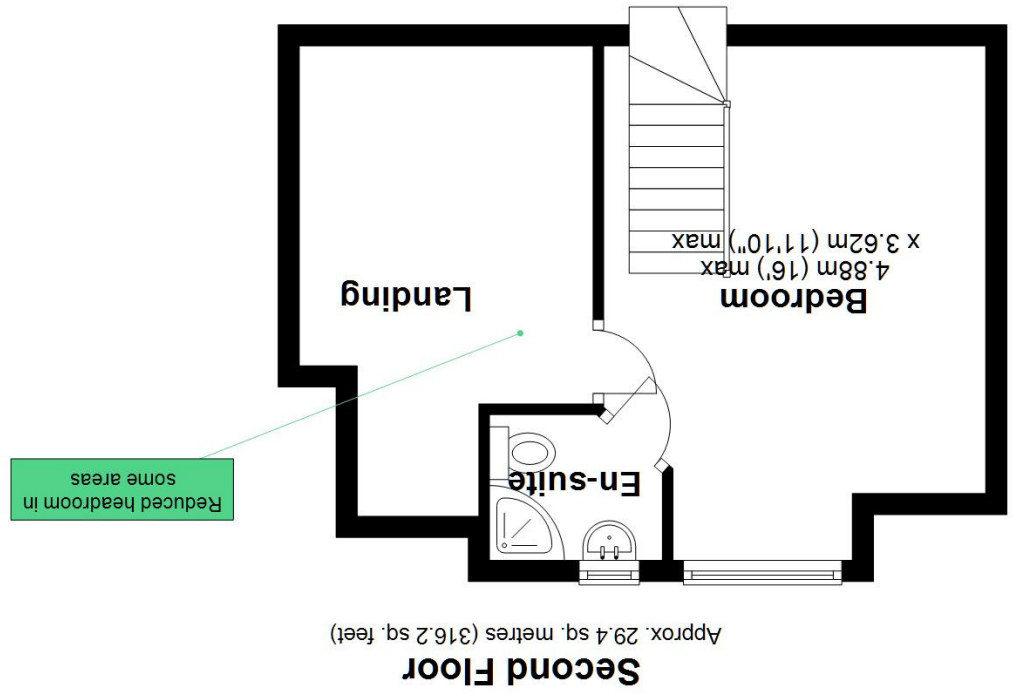 Second Floor
Approx. 29.4 sq. metres (316.2 sq. feet)
En-suite
Reduced headroom in
some areas
Bedroom
4.88m (16') max
x 3.62m (11'10") max
Landing